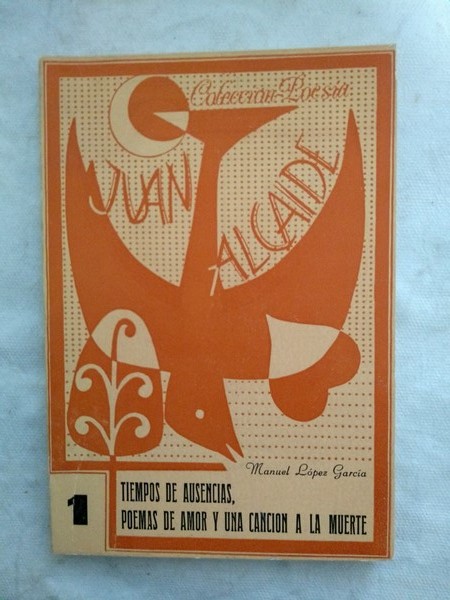 Colección-Poesía
JUAN
ALCAIDE
Manuel López García
1
TIEMPOS DE AUSENCIAS,
POEMAS DE AMOR Y UNA CANCION A LA MUERTE